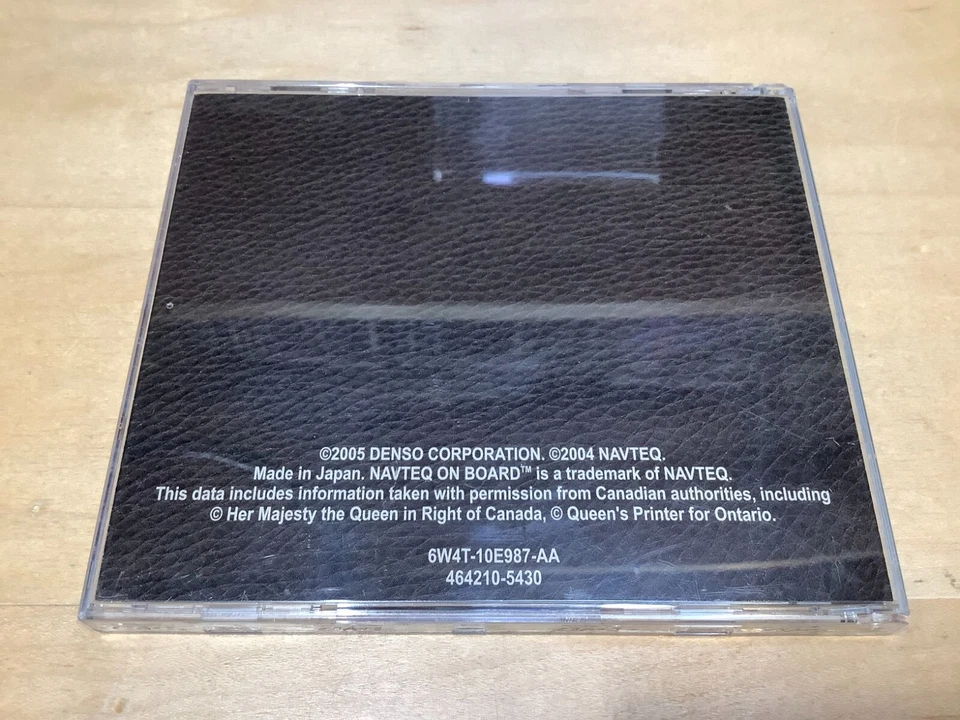 ©2005 DENSO CORPORATION. ©2004 NAVTEQ.
Made in Japan. NAVTEQ ON BOARD™ is a trademark of NAVTEQ.
This data includes information taken with permission from Canadian authorities, including
© Her Majesty the Queen in Right of Canada, © Queen's Printer for Ontario.
6W4T-10E987-AA
464210-5430